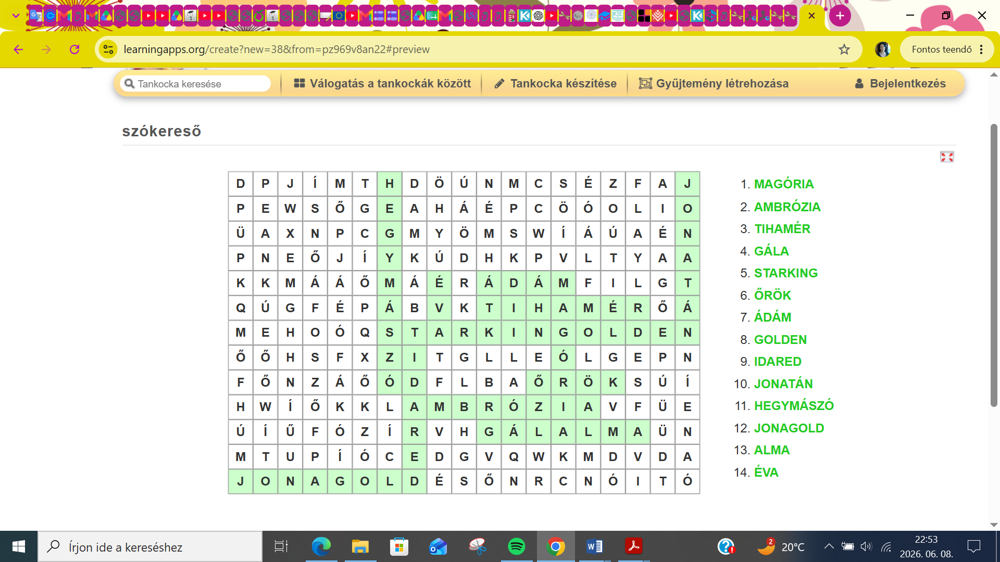 learningapps.org/create?new=38&from=pz969v8an22#preview
Fontos teendő
Tankocka keresése
Válogatás a tankockák között
Tankocka készítése
Gyűjtemény létrehozása
Bejelentkezés
szókereső
D P J Í M T H D Ö Ú N M C S É Z F A J
P E W S Ő G E A H Á É P C Ö Ó O L I O
Ü A X N P C G M Y Ö M S W Í Á Ú A É N
P N E Ő J Í Y K Ú D H K P V L T Y A A
K K M Á Á Ő M Á É R Á D Á M F I L G T
Q Ú G F É P Á B V K T I H A M É R Ő Á
M E H O Ó Q S T A R K I N G O L D E N
Ő Ő H S F X Z I T G L L E Ó L G E P N
F Ő N Z Á Ő Ó D F L B A Ő R Ö K S Ú Í
H W Í Ő K K L A M B R Ó Z I A V F Ü E
Ú Í Ű F Ó Z Í R V H G Á L A L M A Ü N
M T U P Í Ó C E D G V Q W K M D V D A
J O N A G O L D É S Ő N R C N Ó I T Ó
1. MAGÓRIA
2. AMBRÓZIA
3. TIHAMÉR
4. GÁLA
5. STARKING
6. ŐRÖK
7. ÁDÁM
8. GOLDEN
9. IDARED
10. JONATÁN
11. HEGYMÁSZÓ
12. JONAGOLD
13. ALMA
14. ÉVA
Írjon ide a kereséshez
2
20°C
22:53
2026. 06. 08.